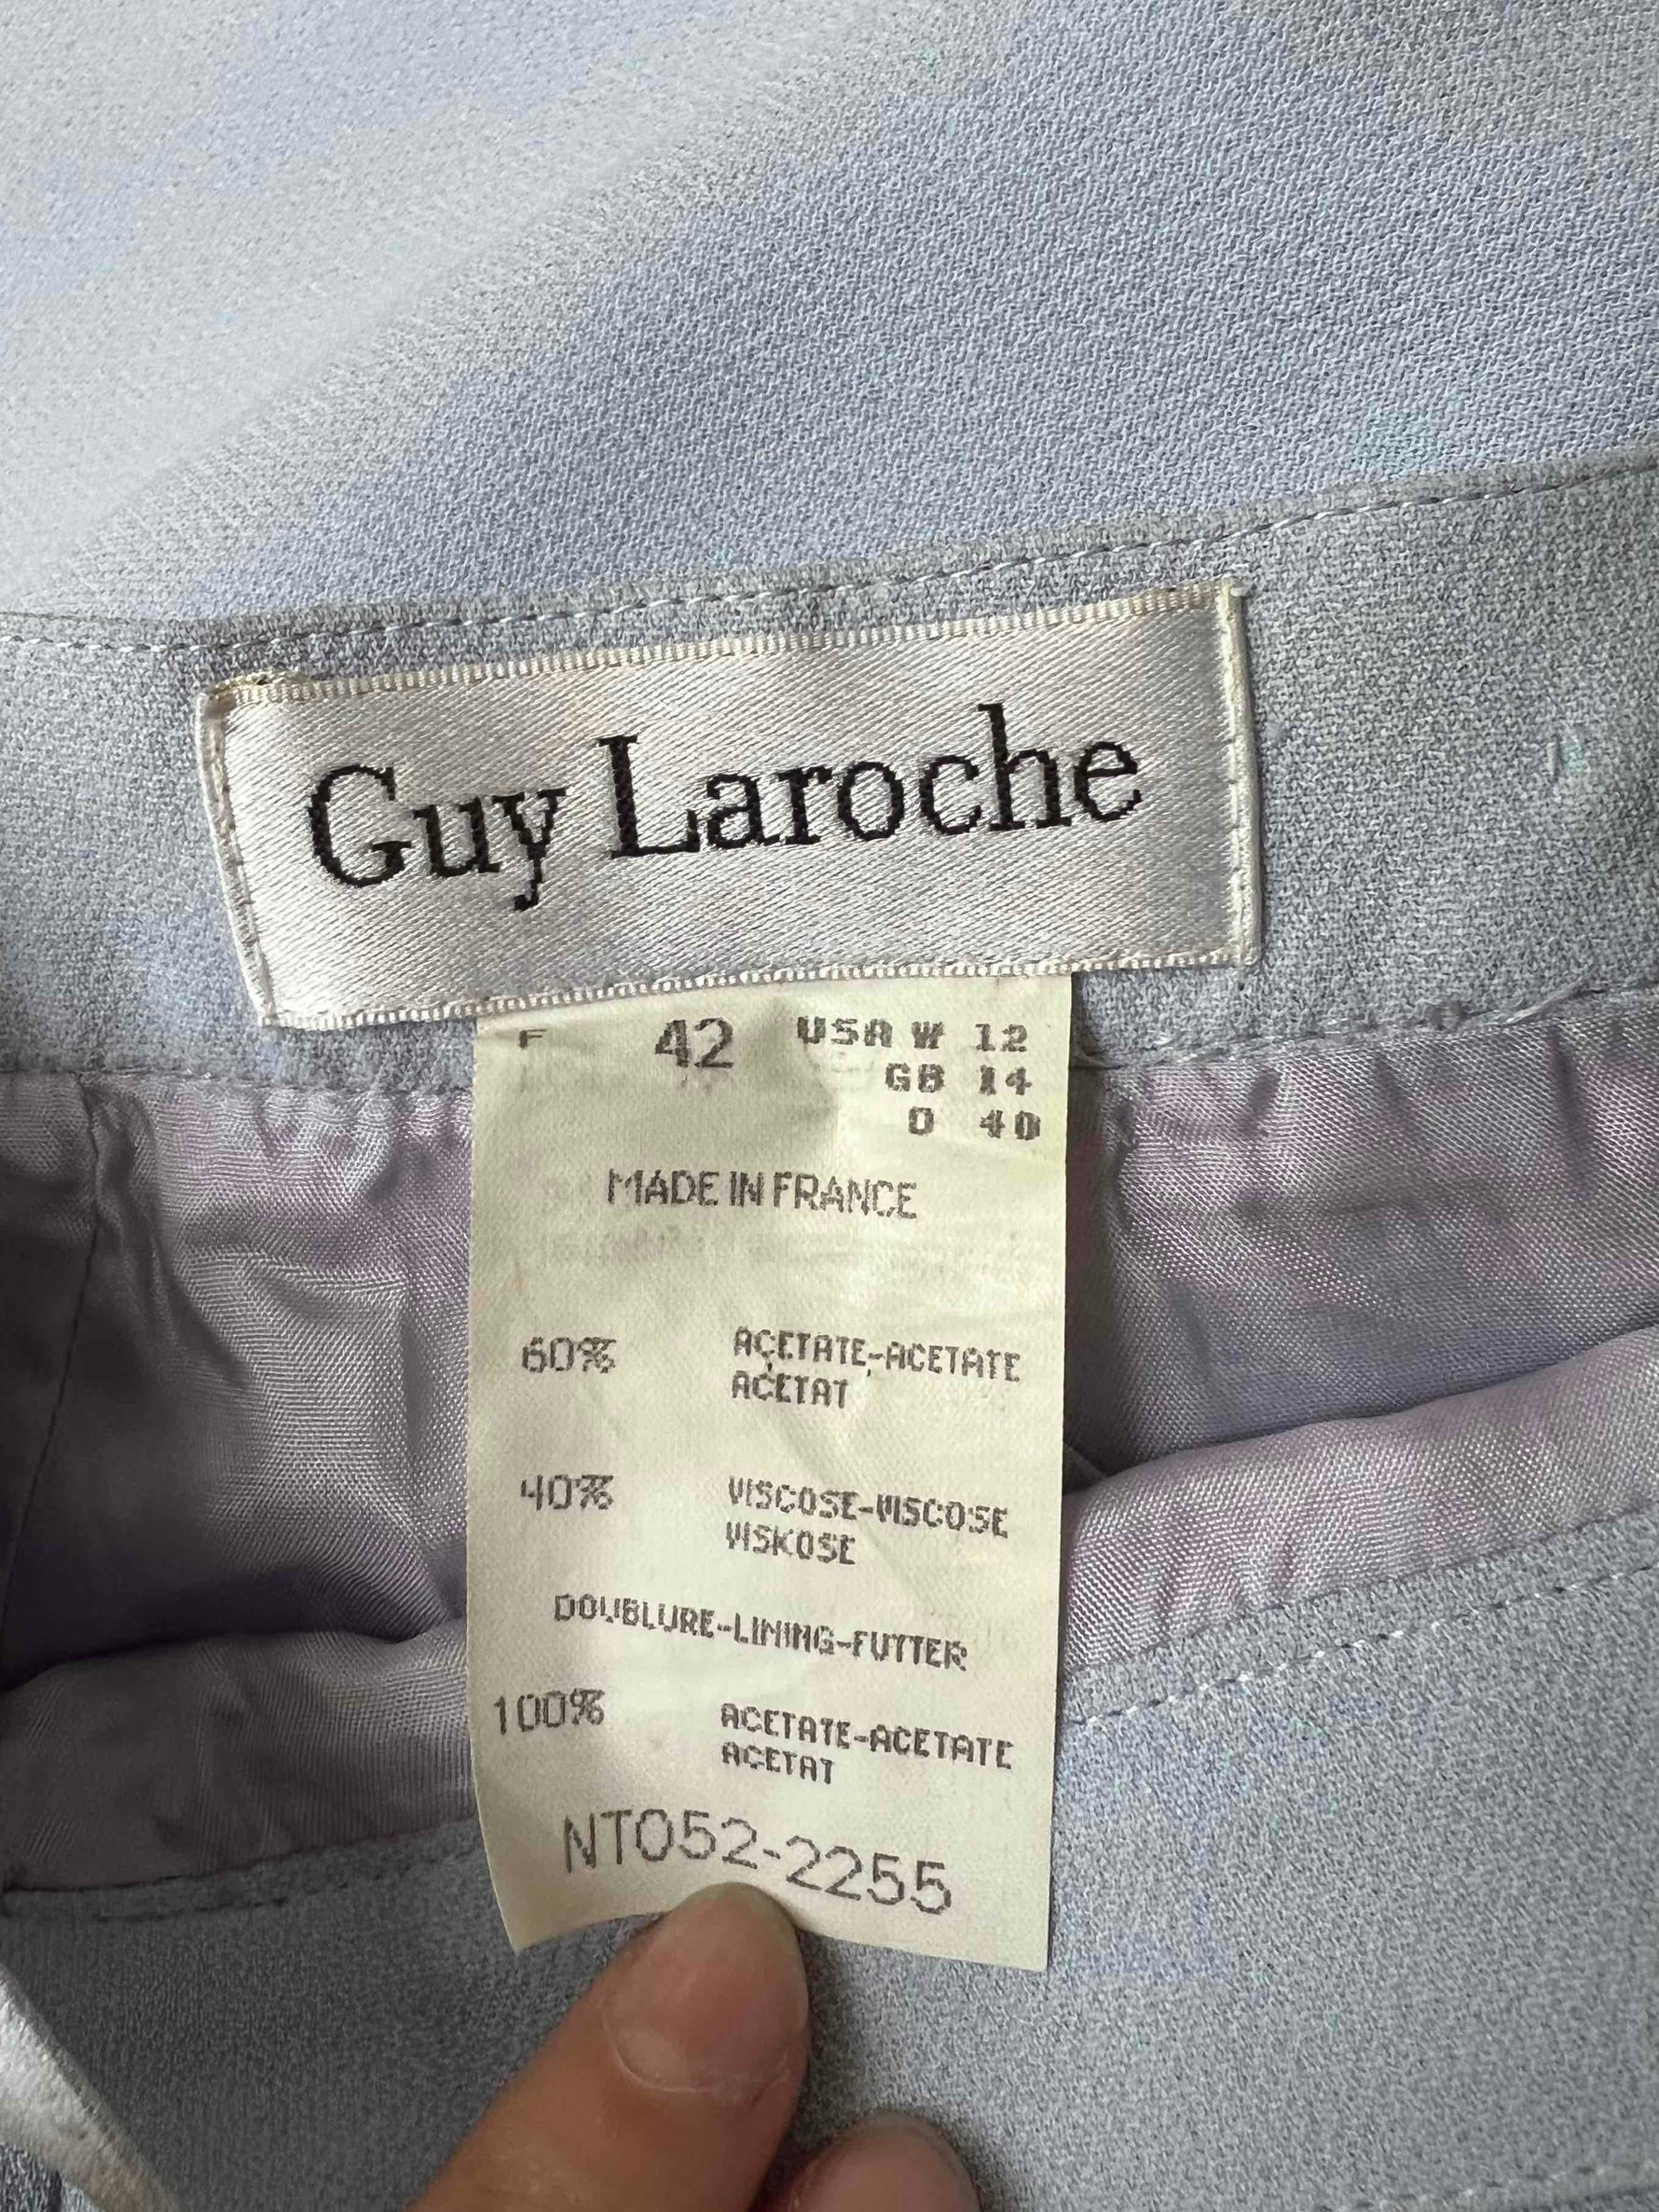 Guy Laroche
F 42 USA W 12
GB 14
D 40
MADE IN FRANCE
60% ACETATE-ACETATE
ACETAT
40% VISCOSE-VISCOSE
VISKOSE
DOUBLURE-LINING-FUTTER
100% ACETATE-ACETATE
ACETAT
NT052-2255